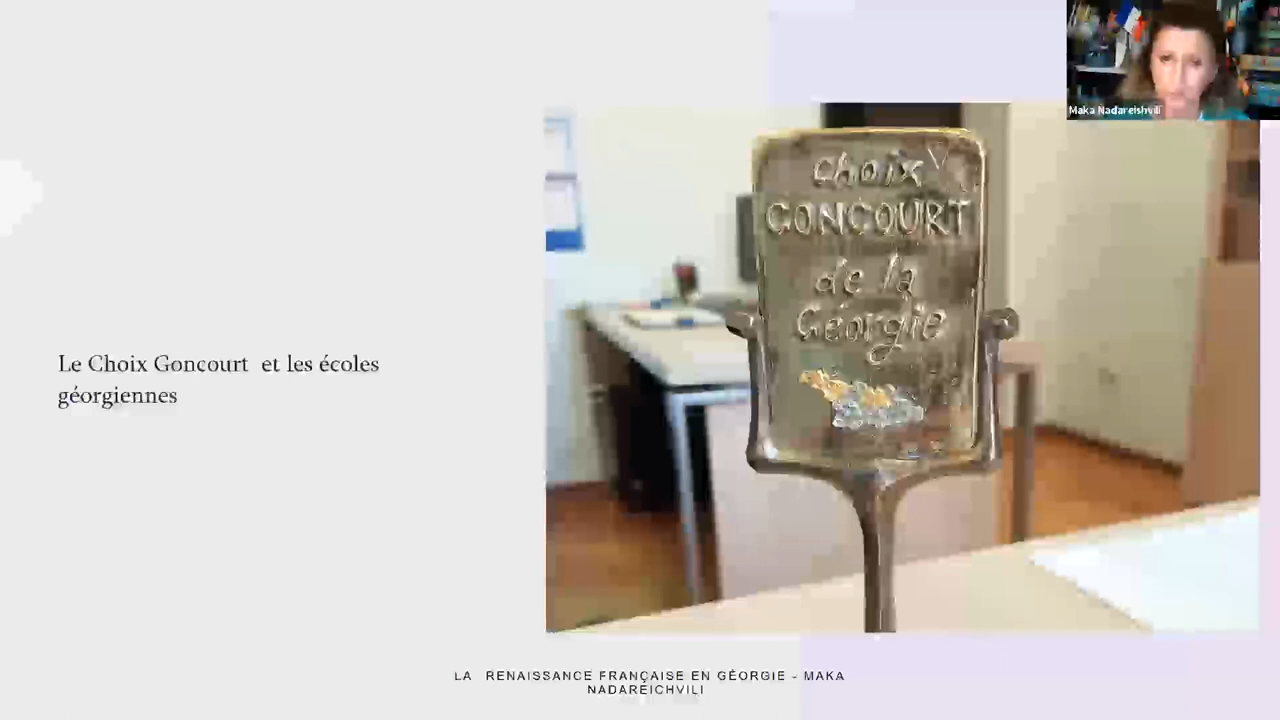 Maka Nadareishvili
choix
GONCOURT
de la
Géorgie
Le Choix Goncourt et les écoles
géorgiennes
LA RENAISSANCE FRANÇAISE EN GÉORGIE - MAKA
NADAREICHVILI